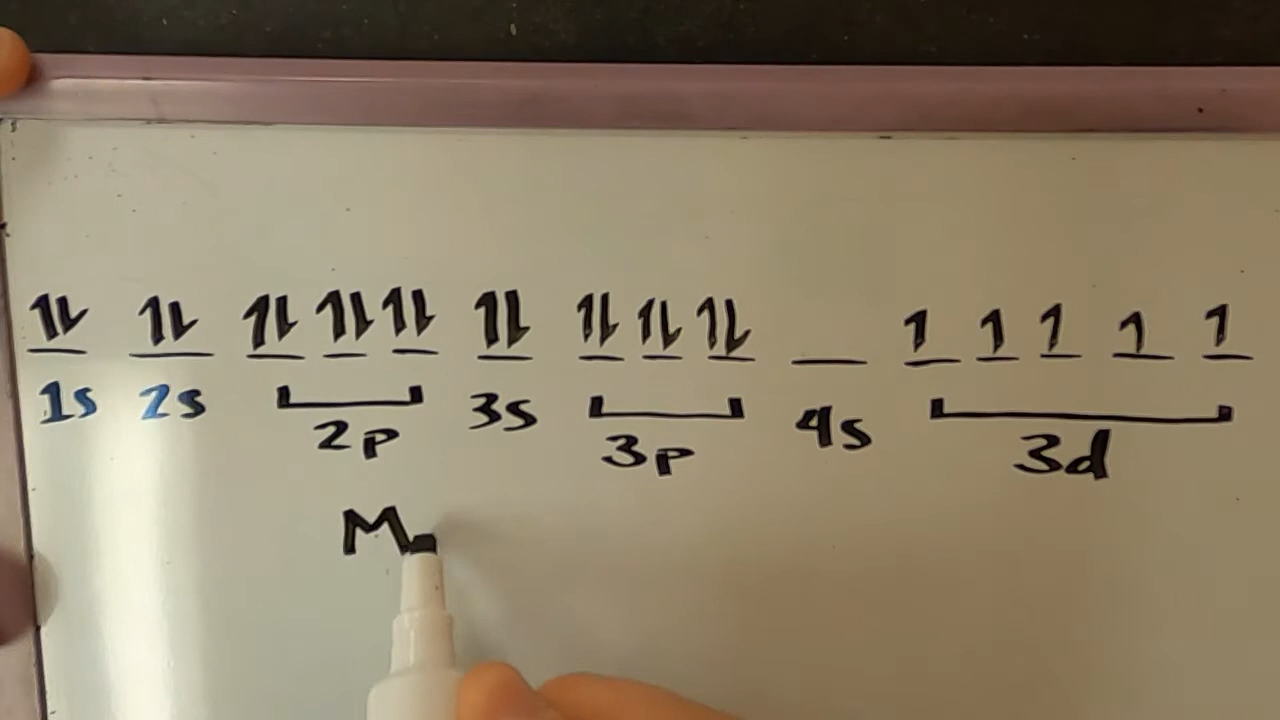 ⥮ ⥮ ⥮ ⥮ ⥮ ⥮ ⥮ ⥮ ⥮ ↿ ↿ ↿ ↿ ↿
1s 2s 2p 3s 3p 4s 3d
M